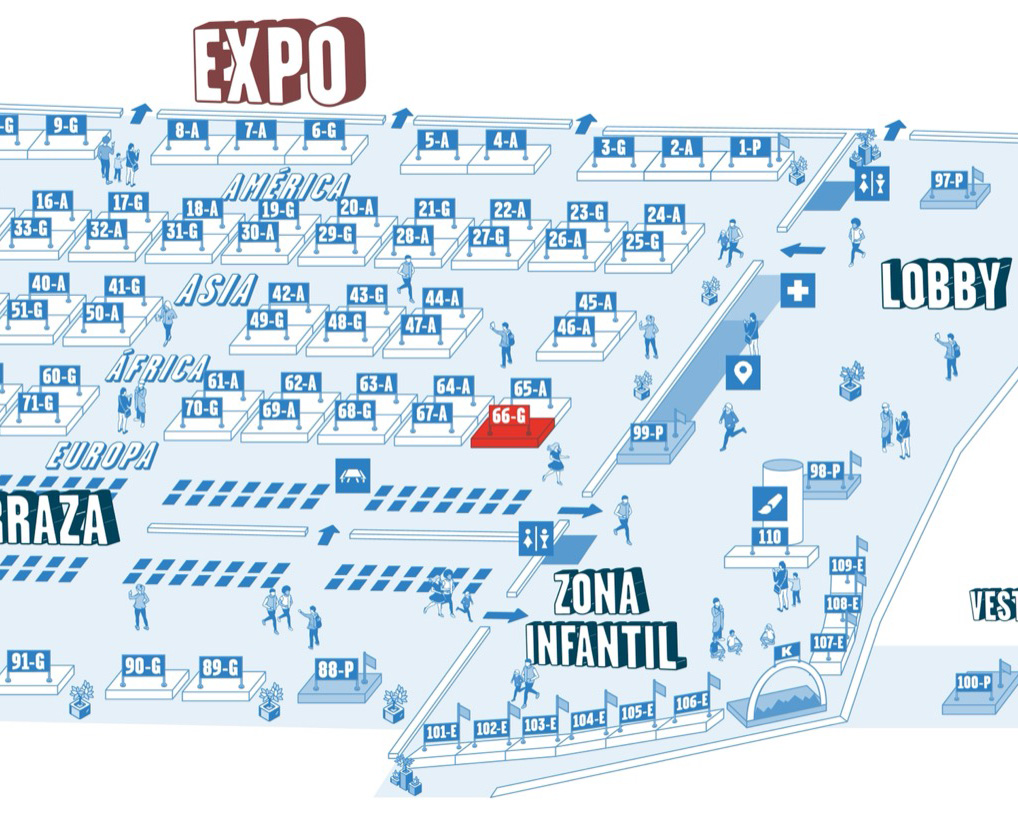 EXPO
-G
9-G
8-A
7-A
6-G
5-A
4-A
3-G
2-A
1-P
97-P
AMÉRICA
16-A
17-G
18-A
19-G
20-A
21-G
22-A
23-G
24-A
33-G
32-A
31-G
30-A
29-G
28-A
27-G
26-A
25-G
LOBBY
ASIA
40-A
41-G
42-A
43-G
44-A
45-A
51-G
50-A
49-G
48-G
47-A
46-A
ÁFRICA
60-G
61-A
62-A
63-A
64-A
65-A
71-G
70-G
69-A
68-G
67-A
66-G
99-P
EUROPA
98-P
RRAZA
110
109-E
108-E
107-E
ZONA
INFANTIL
VEST
K
91-G
90-G
89-G
88-P
100-P
101-E
102-E
103-E
104-E
105-E
106-E